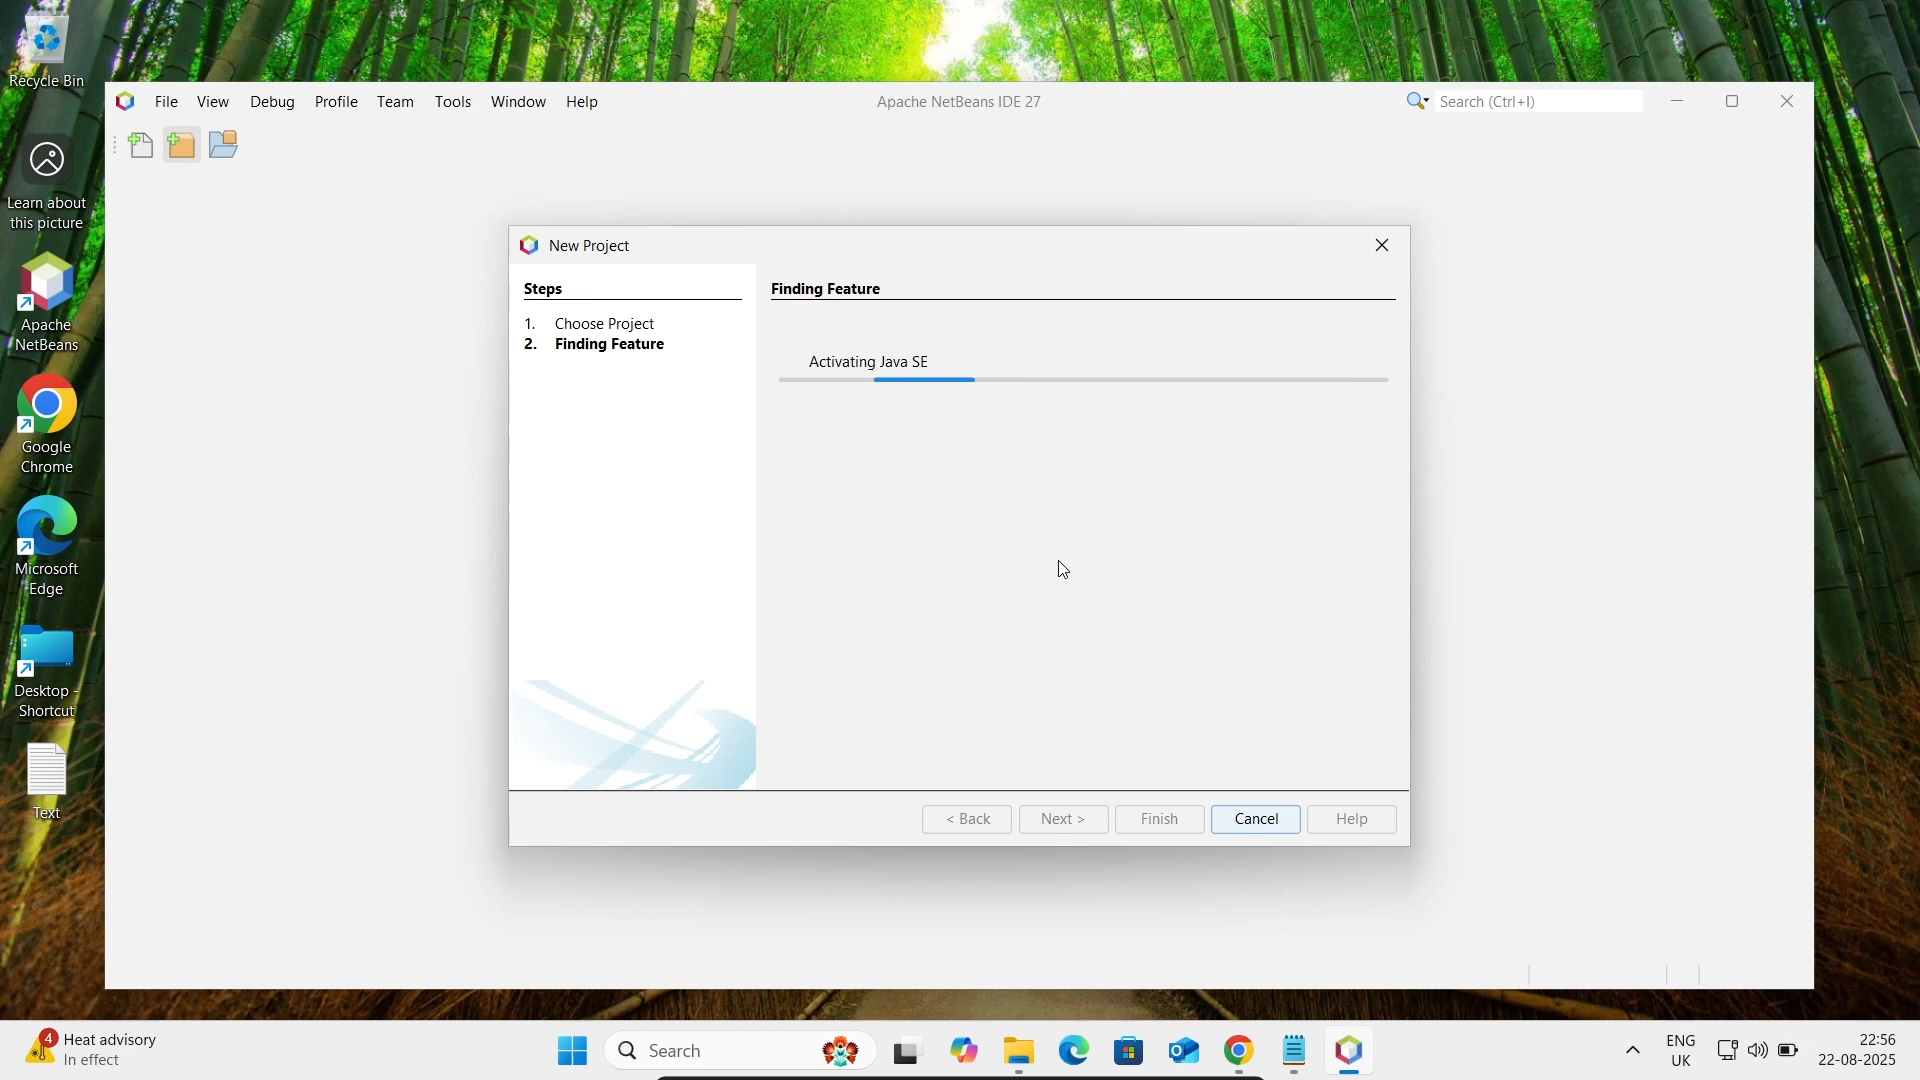 Recycle Bin
Learn about
this picture
Apache
NetBeans
Google
Chrome
Microsoft
Edge
Desktop -
Shortcut
Text
File View Debug Profile Team Tools Window Help
Apache NetBeans IDE 27
Search (Ctrl+I)
New Project
Steps
1. Choose Project
2. Finding Feature
Finding Feature
Activating Java SE
< Back Next > Finish Cancel Help
4
Heat advisory
In effect
Search
ENG
UK
22:56
22-08-2025